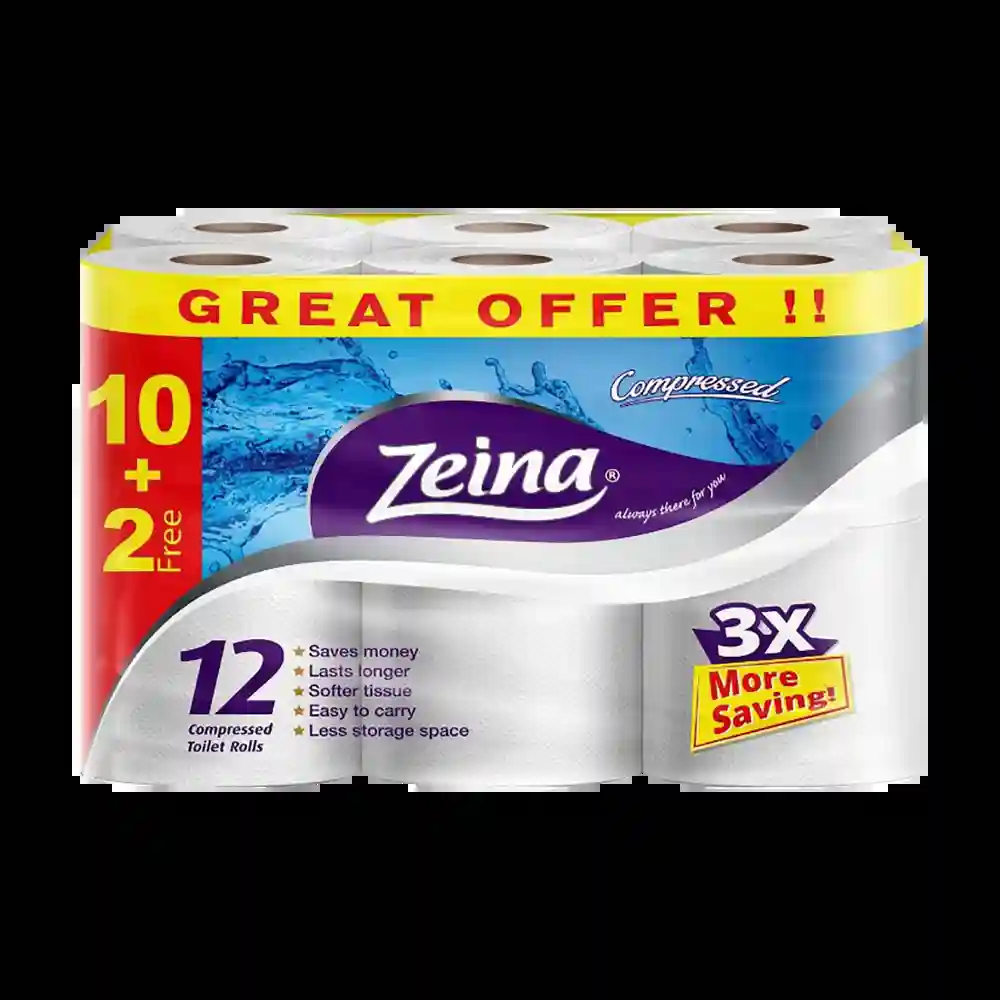 GREAT OFFER !!
10
+
2 Free
Compressed
Zeina®
always there for you
12
Compressed
Toilet Rolls
Saves money
Lasts longer
Softer tissue
Easy to carry
Less storage space
3X
More
Saving!